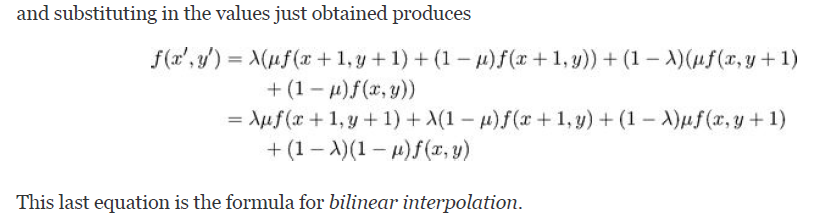 and substituting in the values just obtained produces
f(x′, y′) = λ(μf(x + 1, y + 1) + (1 − μ)f(x + 1, y)) + (1 − λ)(μf(x, y + 1)
+ (1 − μ)f(x, y))
= λμf(x + 1, y + 1) + λ(1 − μ)f(x + 1, y) + (1 − λ)μf(x, y + 1)
+ (1 − λ)(1 − μ)f(x, y)
This last equation is the formula for bilinear interpolation.